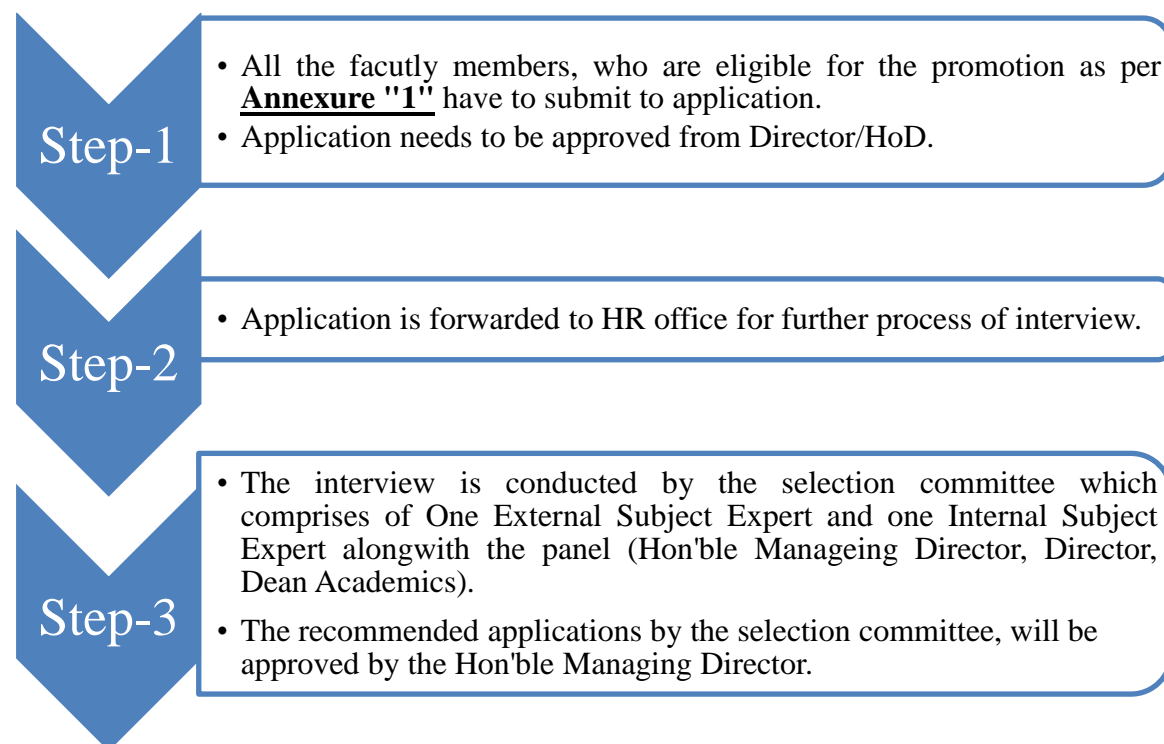 Step-1
• All the facutly members, who are eligible for the promotion as per
Annexure "1" have to submit to application.
• Application needs to be approved from Director/HoD.
Step-2
• Application is forwarded to HR office for further process of interview.
Step-3
• The interview is conducted by the selection committee which
comprises of One External Subject Expert and one Internal Subject
Expert alongwith the panel (Hon'ble Manageing Director, Director,
Dean Academics).
• The recommended applications by the selection committee, will be
approved by the Hon'ble Managing Director.